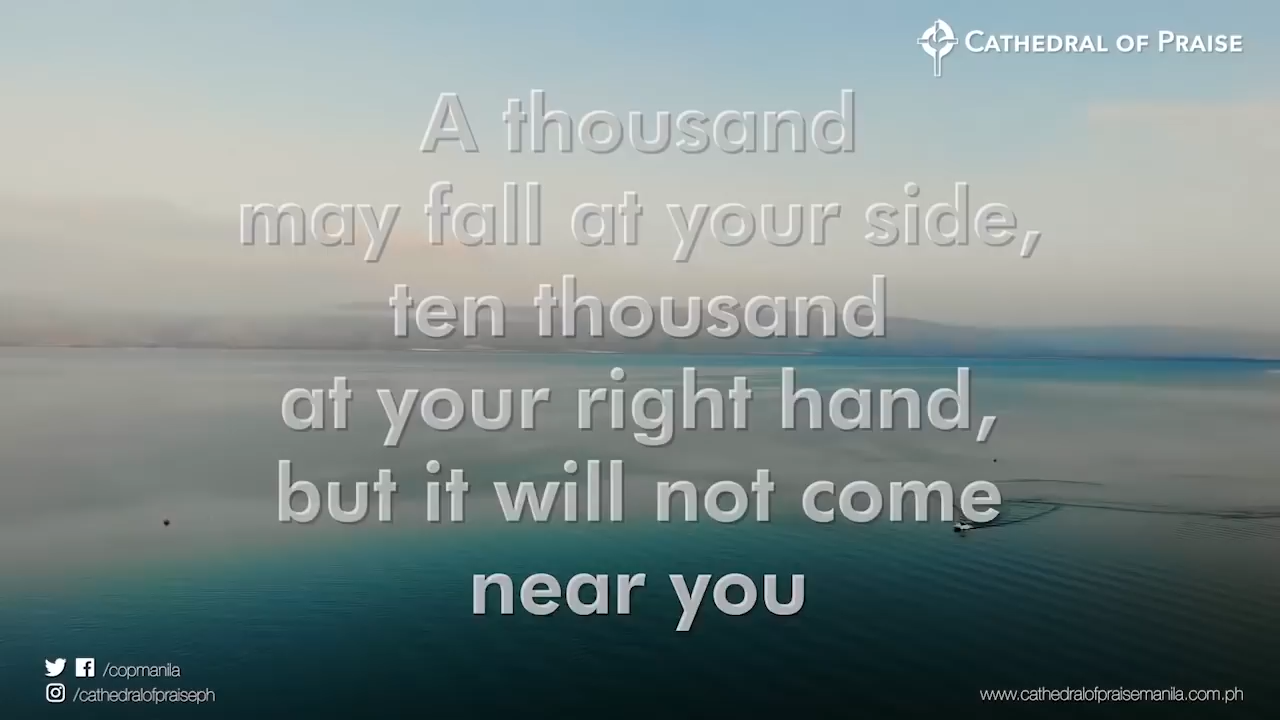 CATHEDRAL OF PRAISE
A thousand
may fall at your side,
ten thousand
at your right hand,
but it will not come
near you
/copmanila
/cathedralofpraiseph
www.cathedralofpraisemanila.com.ph